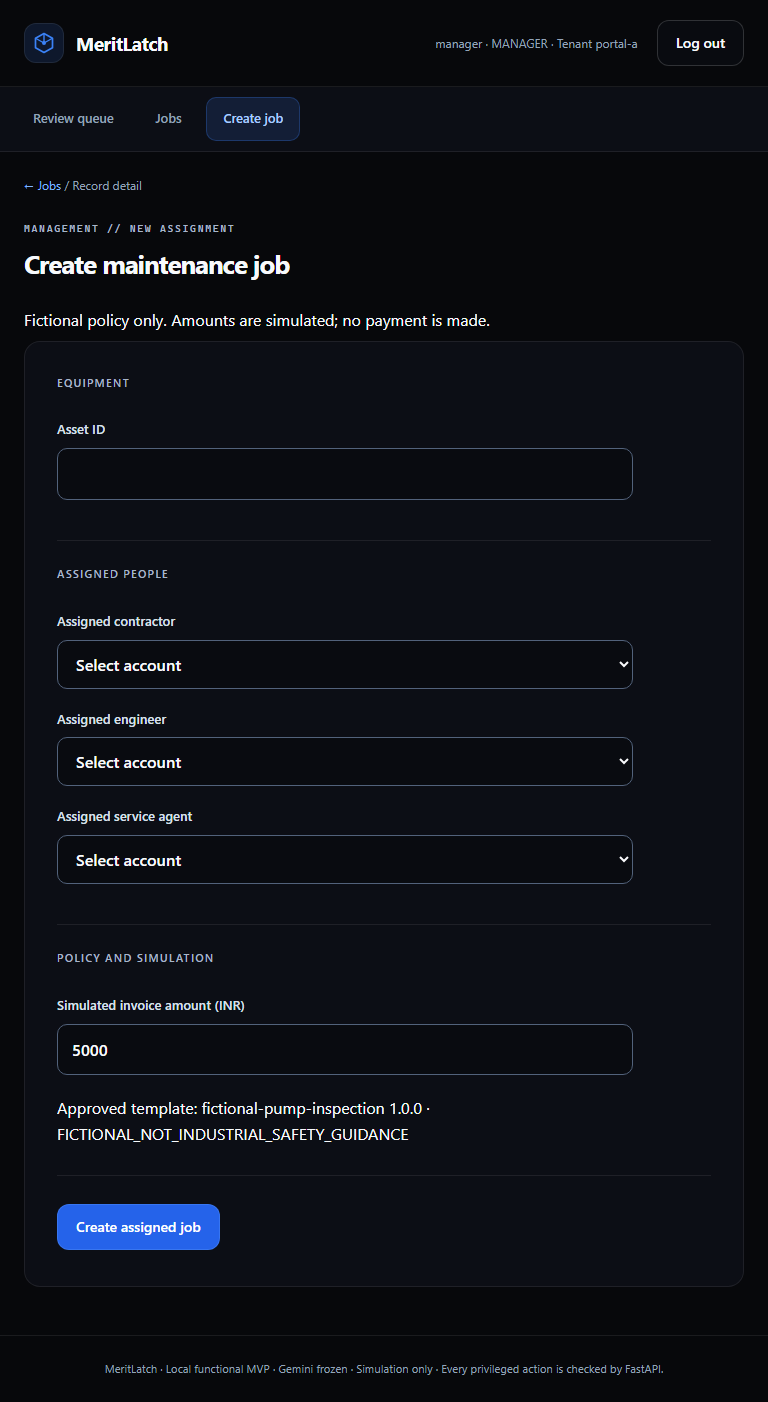 MeritLatch
manager · MANAGER · Tenant portal-a
Log out
Review queue
Jobs
Create job
← Jobs / Record detail
MANAGEMENT // NEW ASSIGNMENT
Create maintenance job
Fictional policy only. Amounts are simulated; no payment is made.
EQUIPMENT
Asset ID
ASSIGNED PEOPLE
Assigned contractor
Select account
Assigned engineer
Select account
Assigned service agent
Select account
POLICY AND SIMULATION
Simulated invoice amount (INR)
5000
Approved template: fictional-pump-inspection 1.0.0 ·
FICTIONAL_NOT_INDUSTRIAL_SAFETY_GUIDANCE
Create assigned job
MeritLatch · Local functional MVP · Gemini frozen · Simulation only · Every privileged action is checked by FastAPI.